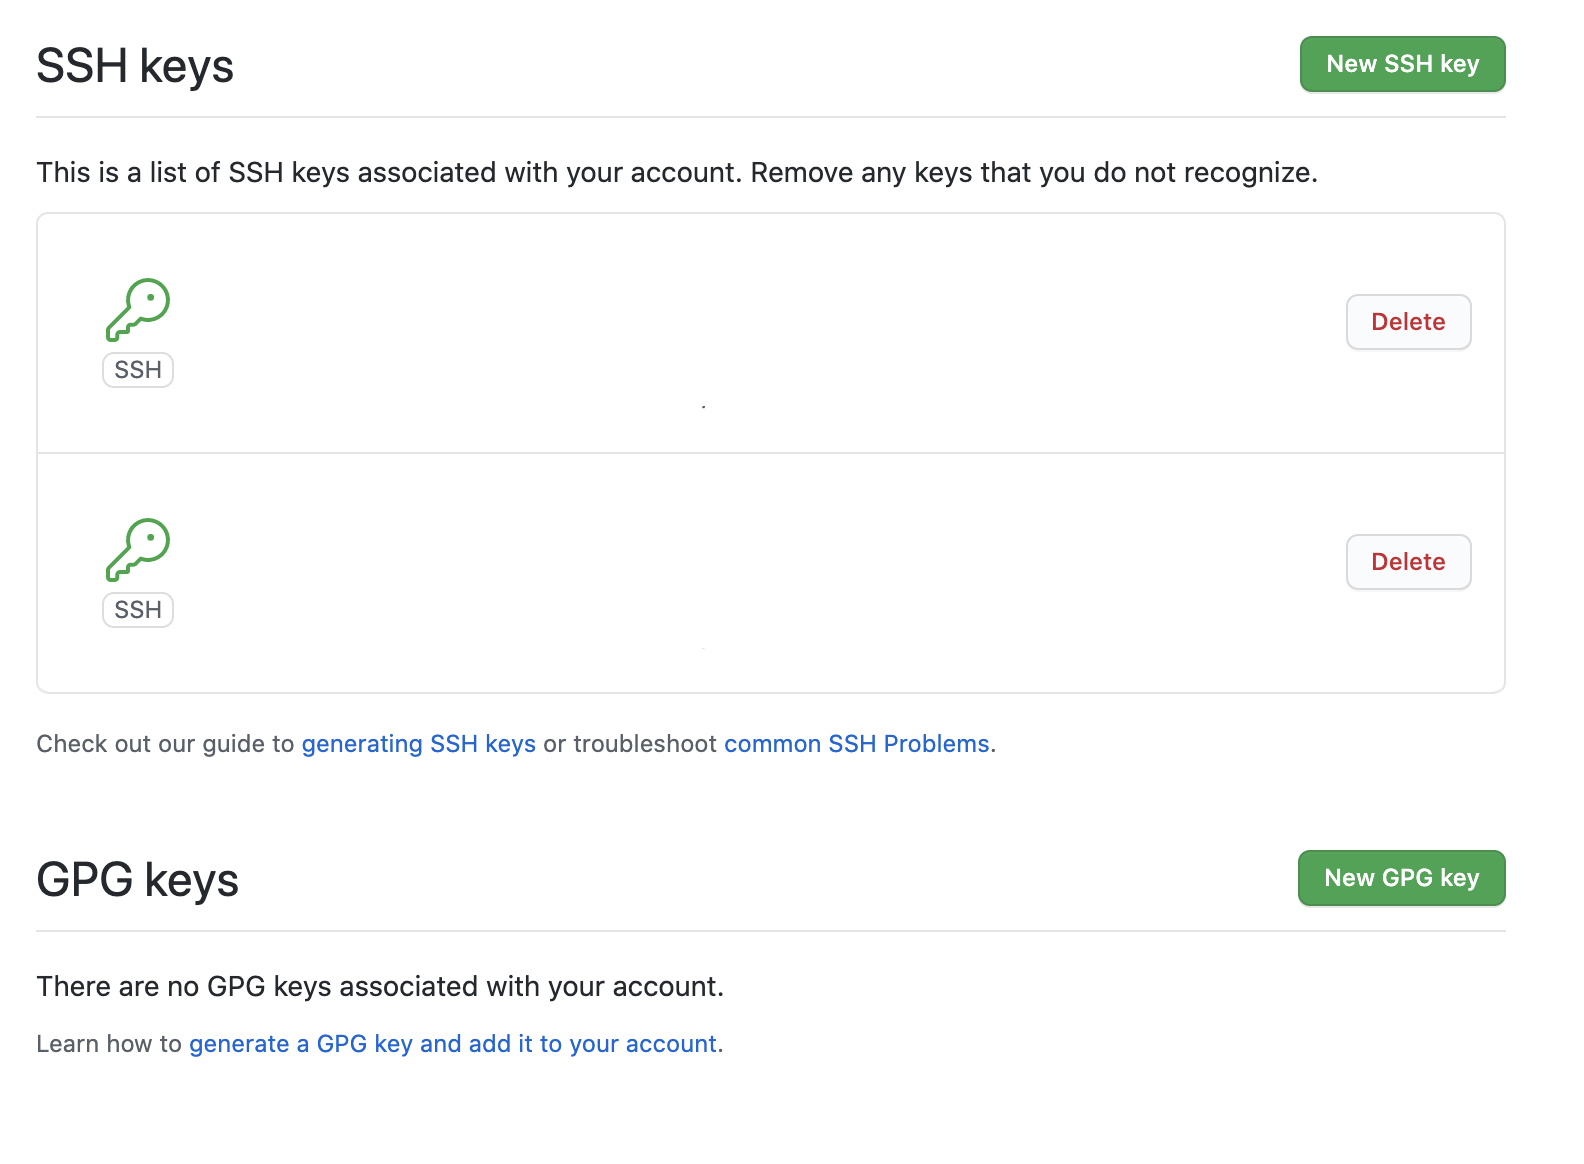 SSH keys
New SSH key
This is a list of SSH keys associated with your account. Remove any keys that you do not recognize.
SSH
Delete
SSH
Delete
Check out our guide to generating SSH keys or troubleshoot common SSH Problems.
GPG keys
New GPG key
There are no GPG keys associated with your account.
Learn how to generate a GPG key and add it to your account.